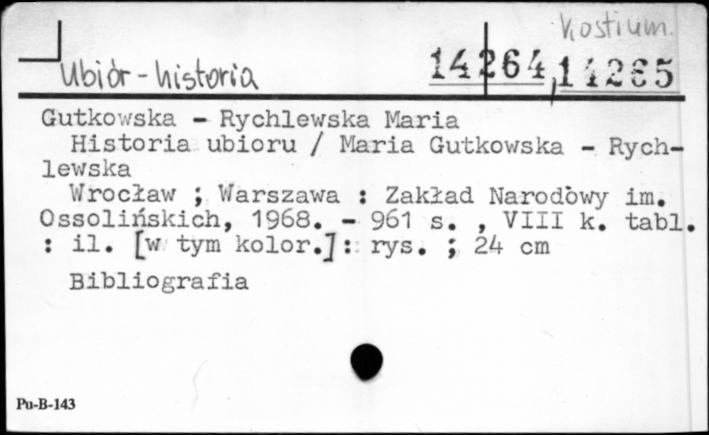 Kostium.
Ubiór - historia
14264, 14265
Gutkowska - Rychlewska Maria
Historia ubioru / Maria Gutkowska - Rych-
lewska
Wrocław ; Warszawa : Zakład Narodowy im.
Ossolińskich, 1968. - 961 s. , VIII k. tabl.
: il. [w tym kolor.]: rys. ; 24 cm
Bibliografia
Pu-B-143